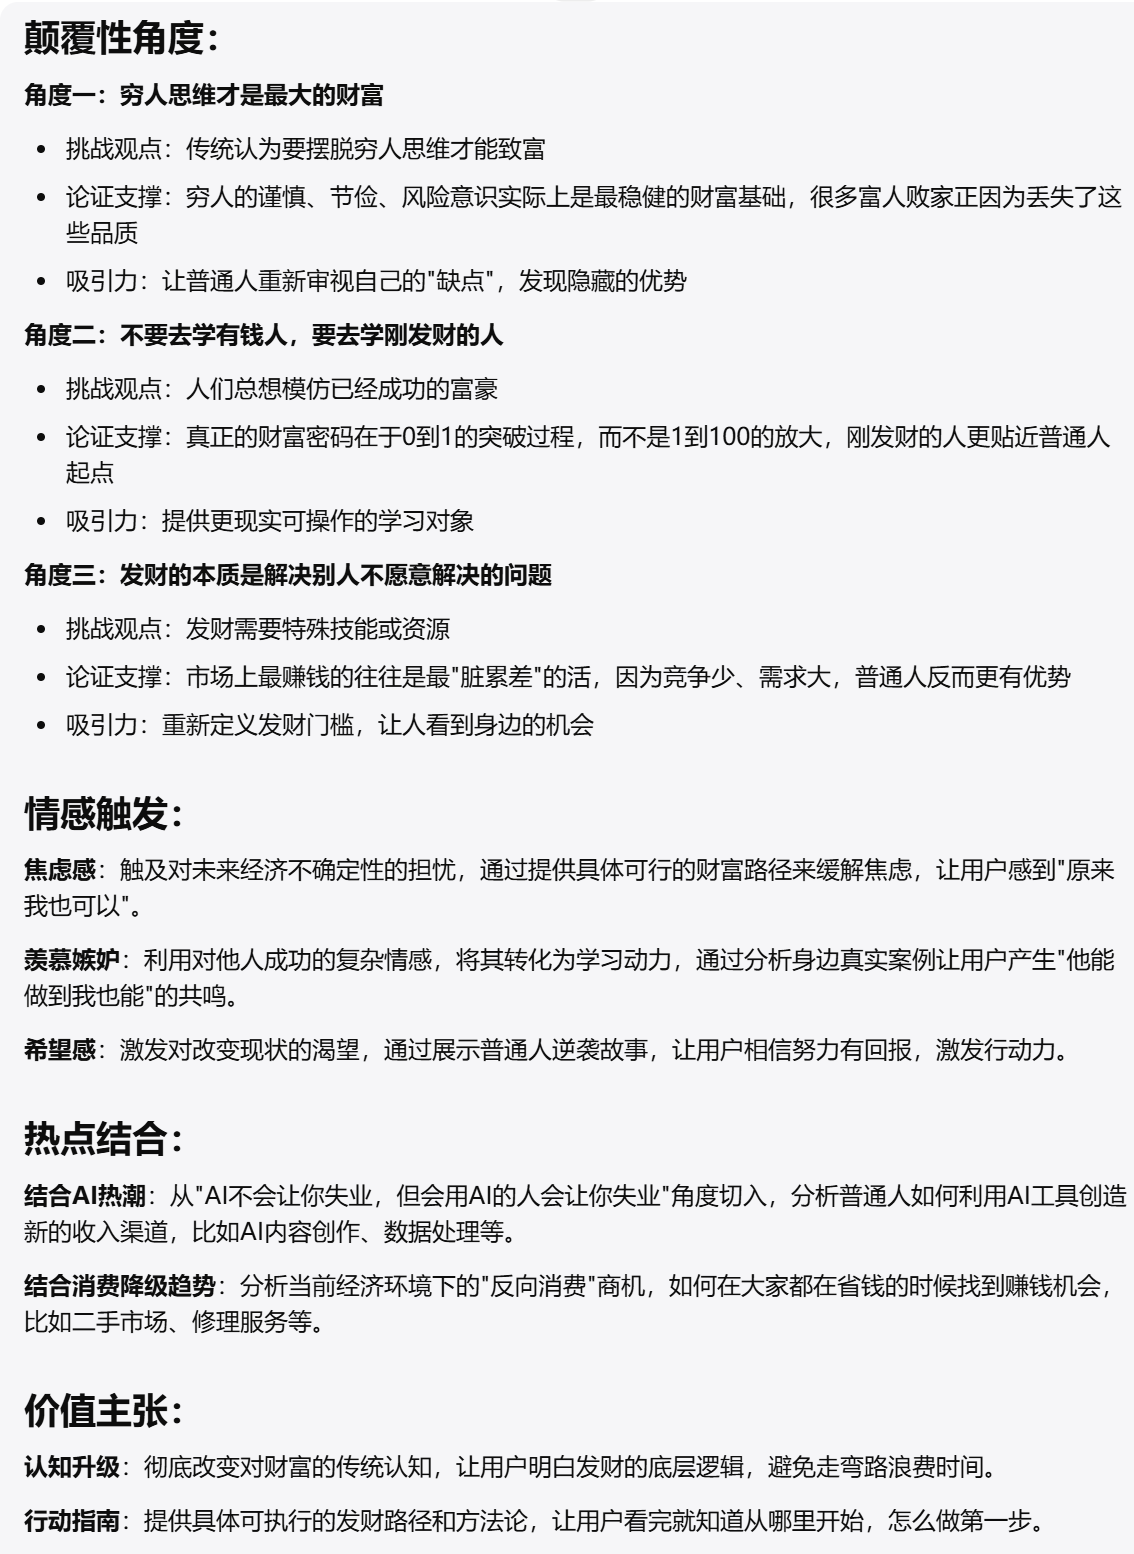 颠覆性角度：
角度一：穷人思维才是最大的财富
• 挑战观点：传统认为要摆脱穷人思维才能致富
• 论证支撑：穷人的谨慎、节俭、风险意识实际上是最稳健的财富基础，很多富人败家正因为丢失了这
些品质
• 吸引力：让普通人重新审视自己的"缺点"，发现隐藏的优势
角度二：不要去学有钱人，要去学刚发财的人
• 挑战观点：人们总想模仿已经成功的富豪
• 论证支撑：真正的财富密码在于0到1的突破过程，而不是1到100的放大，刚发财的人更贴近普通人
起点
• 吸引力：提供更现实可操作的学习对象
角度三：发财的本质是解决别人不愿意解决的问题
• 挑战观点：发财需要特殊技能或资源
• 论证支撑：市场上最赚钱的往往是最"脏累差"的活，因为竞争少、需求大，普通人反而更有优势
• 吸引力：重新定义发财门槛，让人看到身边的机会
情感触发：
焦虑感：触及对未来经济不确定性的担忧，通过提供具体可行的财富路径来缓解焦虑，让用户感到"原来
我也可以"。
羡慕嫉妒：利用对他人成功的复杂情感，将其转化为学习动力，通过分析身边真实案例让用户产生"他能
做到我也能"的共鸣。
希望感：激发对改变现状的渴望，通过展示普通人逆袭故事，让用户相信努力有回报，激发行动力。
热点结合：
结合AI热潮：从"AI不会让你失业，但会用AI的人会让你失业"角度切入，分析普通人如何利用AI工具创造
新的收入渠道，比如AI内容创作、数据处理等。
结合消费降级趋势：分析当前经济环境下的"反向消费"商机，如何在大家都在省钱的时候找到赚钱机会，
比如二手市场、修理服务等。
价值主张：
认知升级：彻底改变对财富的传统认知，让用户明白发财的底层逻辑，避免走弯路浪费时间。
行动指南：提供具体可执行的发财路径和方法论，让用户看完就知道从哪里开始，怎么做第一步。